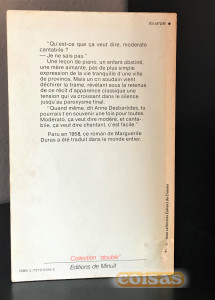 "Qu'est-ce que ça veut dire, moderato
cantabile ?
— Je ne sais pas."
Une leçon de piano, un enfant obstiné,
une mère aimante, pas de plus simple
expression de la vie tranquille d'une ville
de province. Mais un cri soudain vient
déchirer la trame, révélant sous la retenue
de ce récit d'apparence classique une
tension qui va croissant dans le silence
jusqu'au paroxysme final.
"Quand même, dit Anne Desbarèdes, tu
pourrais t'en souvenir une fois pour toutes.
Moderato, ça veut dire modéré, et canta-
bile, ça veut dire chantant, c'est facile."
Paru en 1958, ce roman de Marguerite
Duras a été traduit dans le monde entier.
Collection "double"
Editions de Minuit
coisas